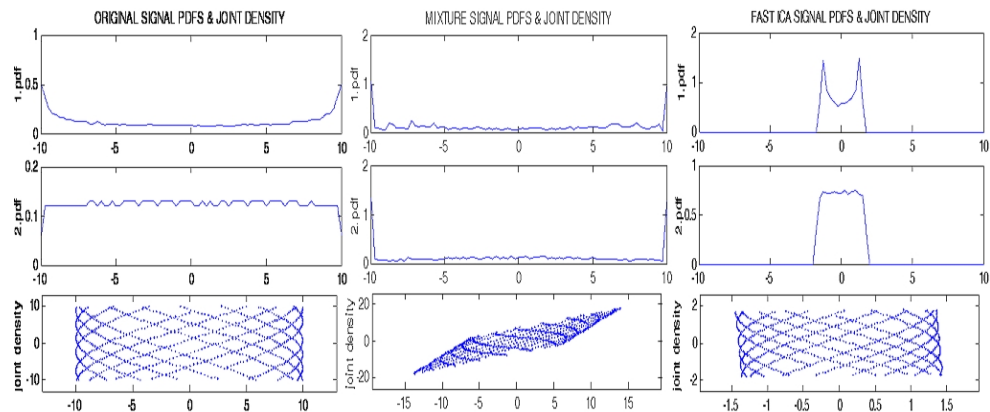 ORIGINAL SIGNAL PDFS & JOINT DENSITY
1.pdf
1
0.5
0
-10 -5 0 5 10
2.pdf
0.2
0.1
0
-10 -5 0 5 10
joint density
10
0
-10
-10 -5 0 5 10
MIXTURE SIGNAL PDFS & JOINT DENSITY
1.pdf
2
1
0
-10 -5 0 5 10
2.pdf
2
1
0
-10 -5 0 5 10
joint density
20
0
-20
-15 -10 -5 0 5 10 15
FAST ICA SIGNAL PDFS & JOINT DENSITY
1.pdf
2
1
0
-10 -5 0 5 10
2.pdf
1
0.5
0
-10 -5 0 5 10
joint density
2
0
-2
-1.5 -1 -0.5 0 0.5 1 1.5